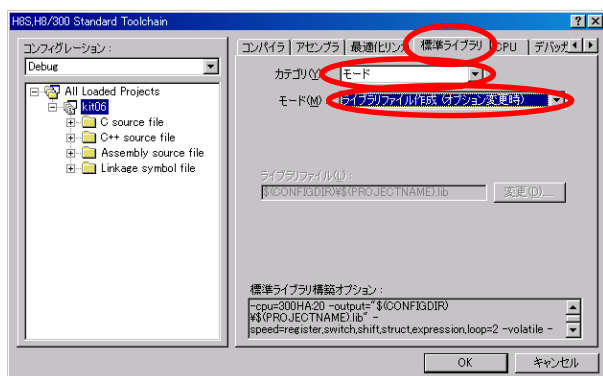 H8S,H8/300 Standard Toolchain
コンフィグレーション :
Debug
All Loaded Projects
kit06
C source file
C++ source file
Assembly source file
Linkage symbol file
コンパイラ アセンブラ 最適化リンカ 標準ライブラリ CPU デバッガ
カテゴリ(Y) モード
モード(M) : ライブラリファイル作成 (オプション変更時)
ライブラリファイル(L) :
$(CONFIGDIR)¥$(PROJECTNAME).lib 変更(D)...
標準ライブラリ構築オプション :
-cpu=300HA:20 -output="$(CONFIGDIR)
¥$(PROJECTNAME).lib" -
speed=register,switch,shift,struct,expression,loop=2 -volatile -
OK キャンセル